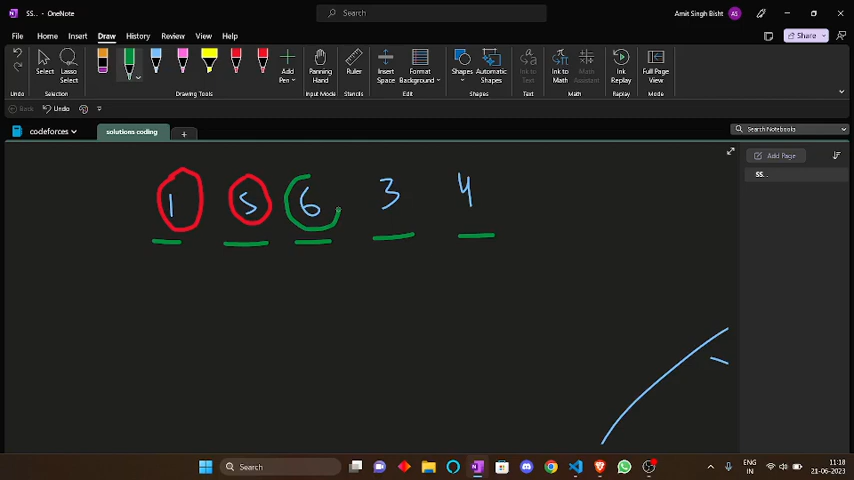 SS.. - OneNote
Search
Amit Singh Bisht
AS
File Home Insert Draw History Review View Help
Share
Select
Lasso Select
Add Pen
Panning Hand
Ruler
Insert Space
Format Background
Shapes
Automatic Shapes
Ink to Text
Ink to Math
Math Assistant
Ink Replay
Full Page View
Undo
Selection
Drawing Tools
Input Mode
Stencils
Edit
Shapes
Text
Math
Replay
Mode
Back Undo
codeforces
solutions coding
+
Search Notebooks
Add Page
SS..
1 5 6 3 4
Search
ENG
IN
11:18
21-06-2023